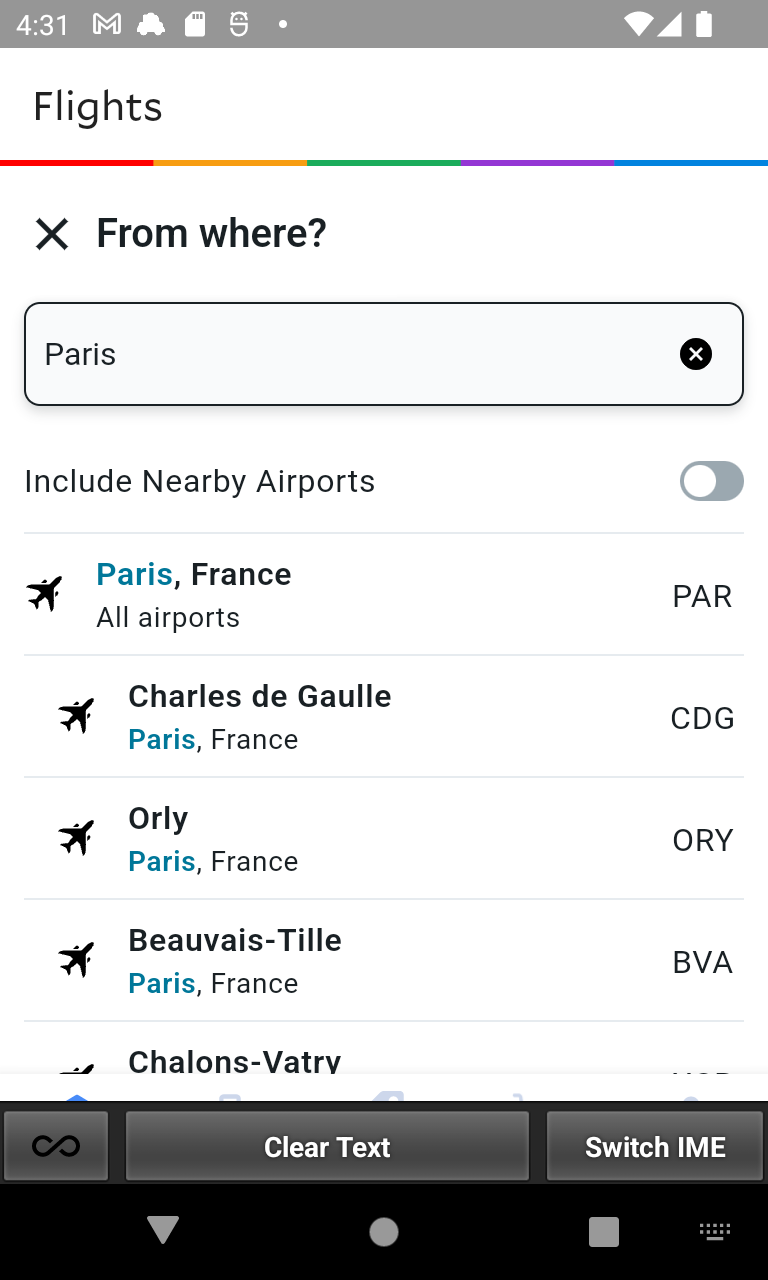 4:31
Flights
From where?
Paris
Include Nearby Airports
Paris, France
All airports
PAR
Charles de Gaulle
Paris, France
CDG
Orly
Paris, France
ORY
Beauvais-Tille
Paris, France
BVA
Chalons-Vatry
Clear Text
Switch IME